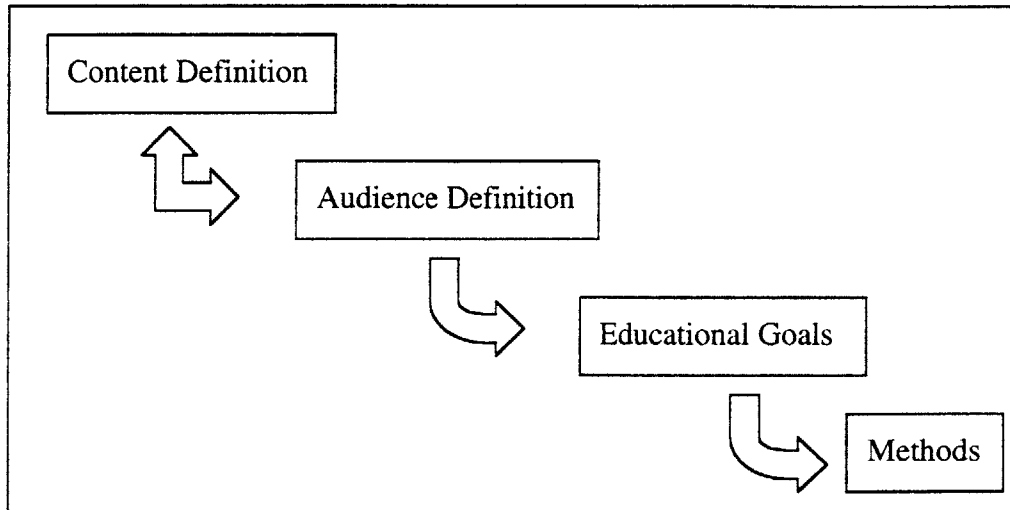 Content Definition
Audience Definition
Educational Goals
Methods